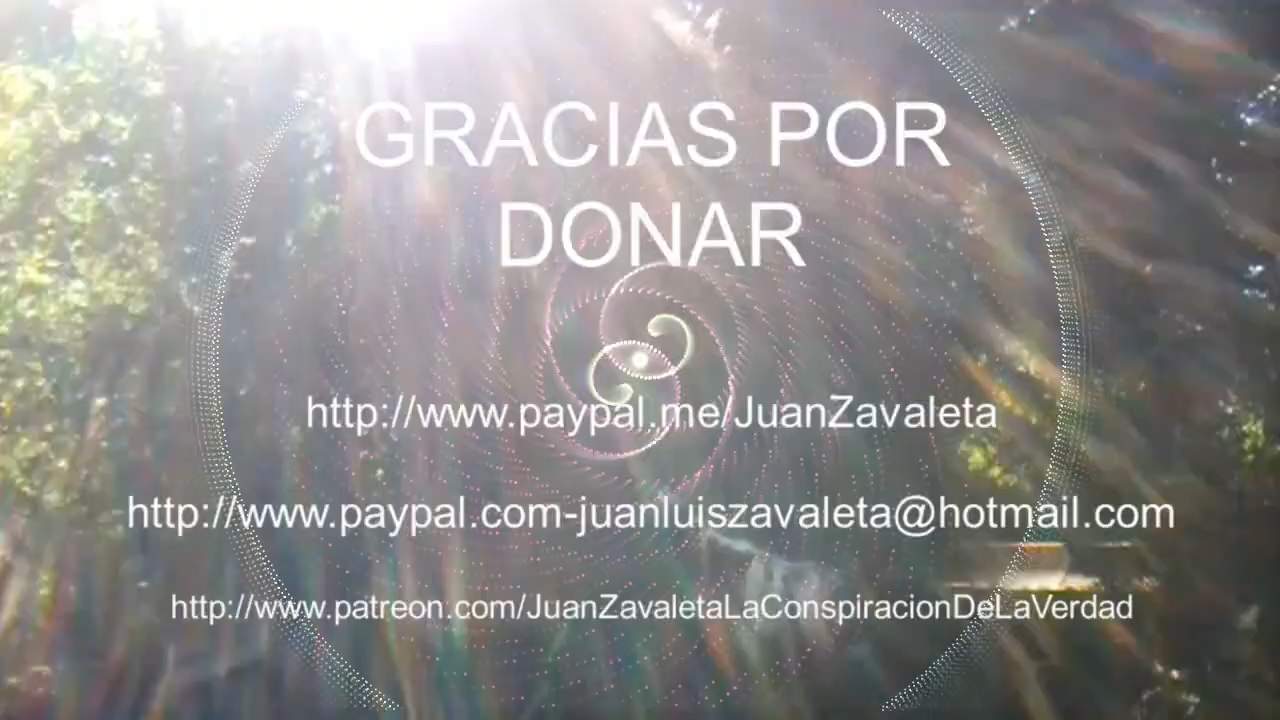 GRACIAS POR
DONAR
http://www.paypal.me/JuanZavaleta
http://www.paypal.com-juanluiszavaleta@hotmail.com
http://www.patreon.com/JuanZavaletaLaConspiracionDeLaVerdad